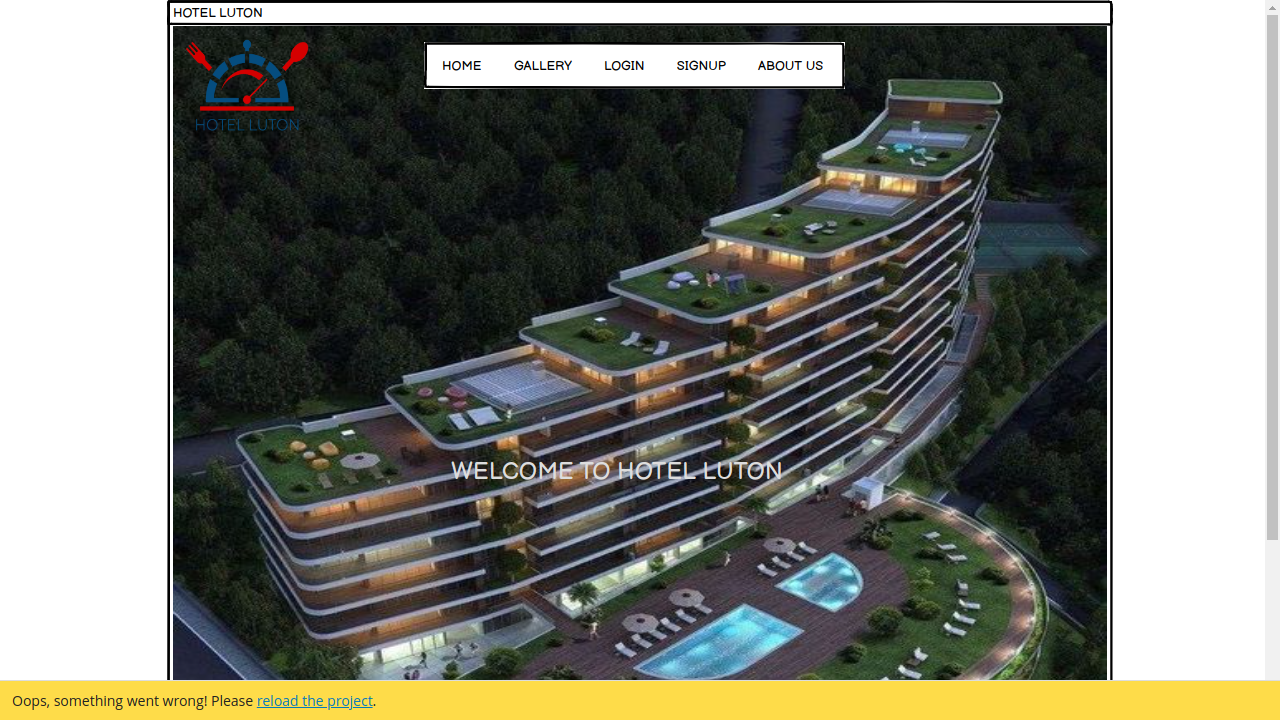 HOTEL LUTON
HOME GALLERY LOGIN SIGNUP ABOUT US
HOTEL LUTON
WELCOME TO HOTEL LUTON
Oops, something went wrong! Please reload the project.